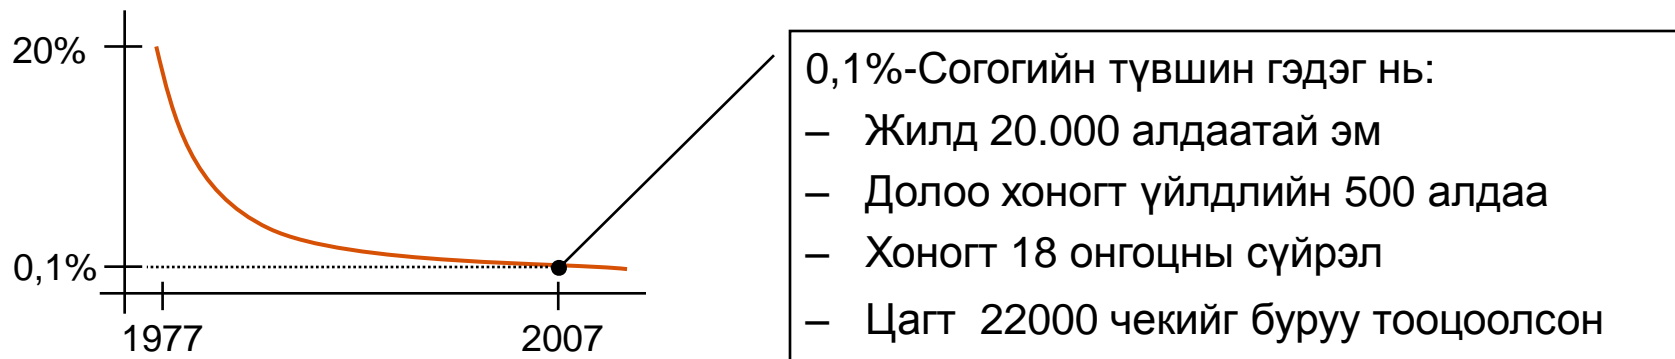 20%
0,1%
1977
2007
0,1%-Согогийн түвшин гэдэг нь:
– Жилд 20.000 алдаатай эм
– Долоо хоногт үйлдлийн 500 алдаа
– Хоногт 18 онгоцны сүйрэл
– Цагт 22000 чекийг буруу тооцоолсон